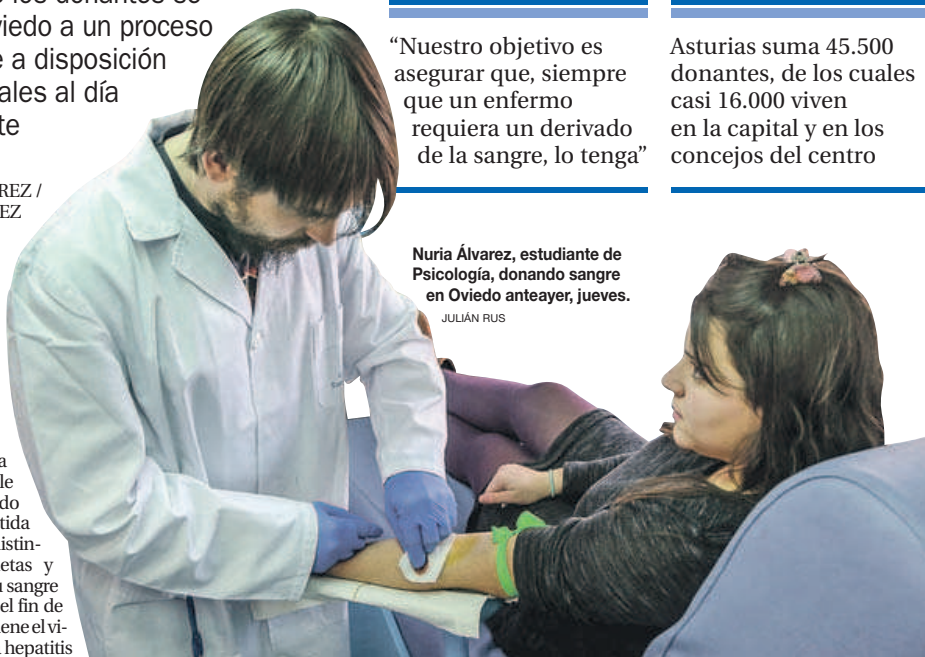 los donantes se
viedo a un proceso
a disposición
ales al día
te
REZ /
EZ
“Nuestro objetivo es
asegurar que, siempre
que un enfermo
requiera un derivado
de la sangre, lo tenga”
Asturias suma 45.500
donantes, de los cuales
casi 16.000 viven
en la capital y en los
concejos del centro
Nuria Álvarez, estudiante de
Psicología, donando sangre
en Oviedo anteayer, jueves.
JULIÁN RUS
a
le
do
tida
istin-
etas y
sangre
el fin de
ene el vi-
hepatitis